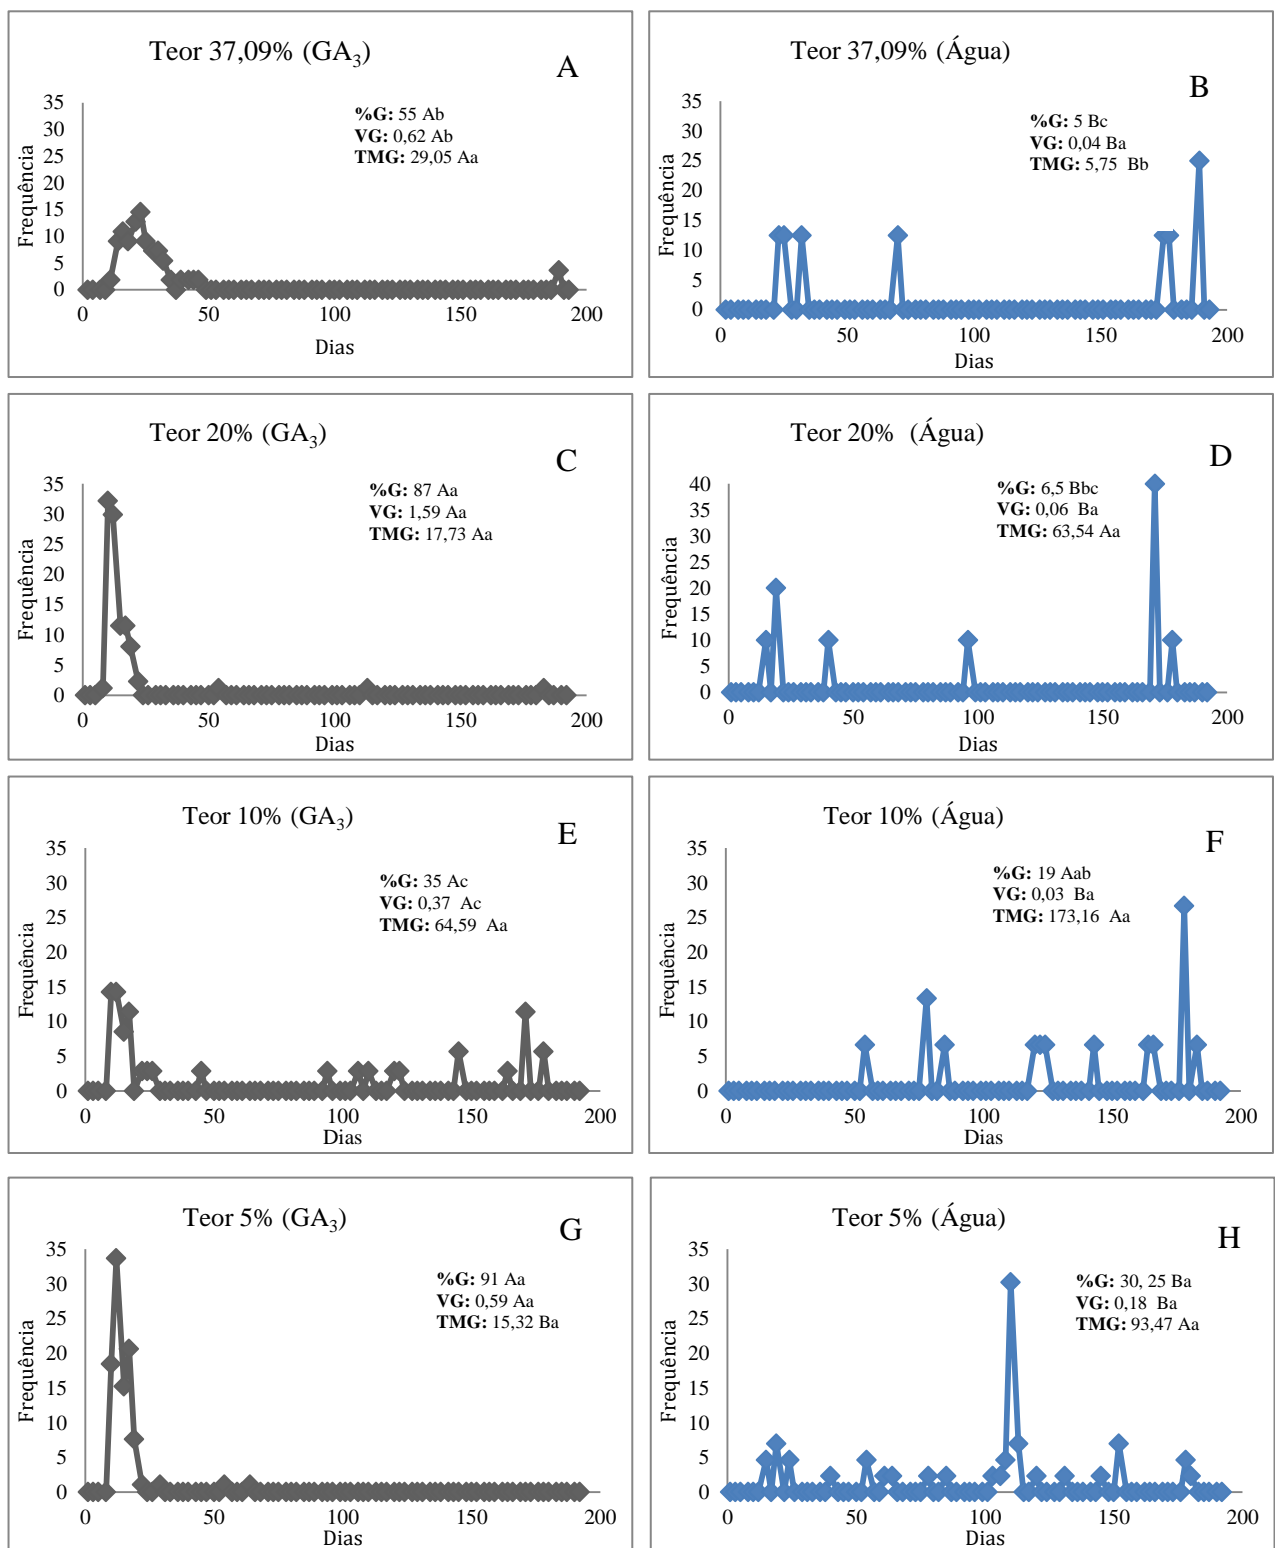 Teor 37,09% (GA3)
A
%G: 55 Ab
VG: 0,62 Ab
TMG: 29,05 Aa
Frequência
35
30
25
20
15
10
5
0
0 50 100 150 200
Dias
Teor 37,09% (Água)
B
%G: 5 Bc
VG: 0,04 Ba
TMG: 5,75 Bb
Frequência
35
30
25
20
15
10
5
0
0 50 100 150 200
Dias
Teor 20% (GA3)
C
%G: 87 Aa
VG: 1,59 Aa
TMG: 17,73 Aa
Frequência
35
30
25
20
15
10
5
0
0 50 100 150 200
Dias
Teor 20% (Água)
D
%G: 6,5 Bbc
VG: 0,06 Ba
TMG: 63,54 Aa
Frequência
40
35
30
25
20
15
10
5
0
0 50 100 150 200
Dias
Teor 10% (GA3)
E
%G: 35 Ac
VG: 0,37 Ac
TMG: 64,59 Aa
Frequência
35
30
25
20
15
10
5
0
0 50 100 150 200
Dias
Teor 10% (Água)
F
%G: 19 Aab
VG: 0,03 Ba
TMG: 173,16 Aa
Frequência
35
30
25
20
15
10
5
0
0 50 100 150 200
Dias
Teor 5% (GA3)
G
%G: 91 Aa
VG: 0,59 Aa
TMG: 15,32 Ba
Frequência
35
30
25
20
15
10
5
0
0 50 100 150 200
Dias
Teor 5% (Água)
H
%G: 30, 25 Ba
VG: 0,18 Ba
TMG: 93,47 Aa
Frequência
35
30
25
20
15
10
5
0
0 50 100 150 200
Dias